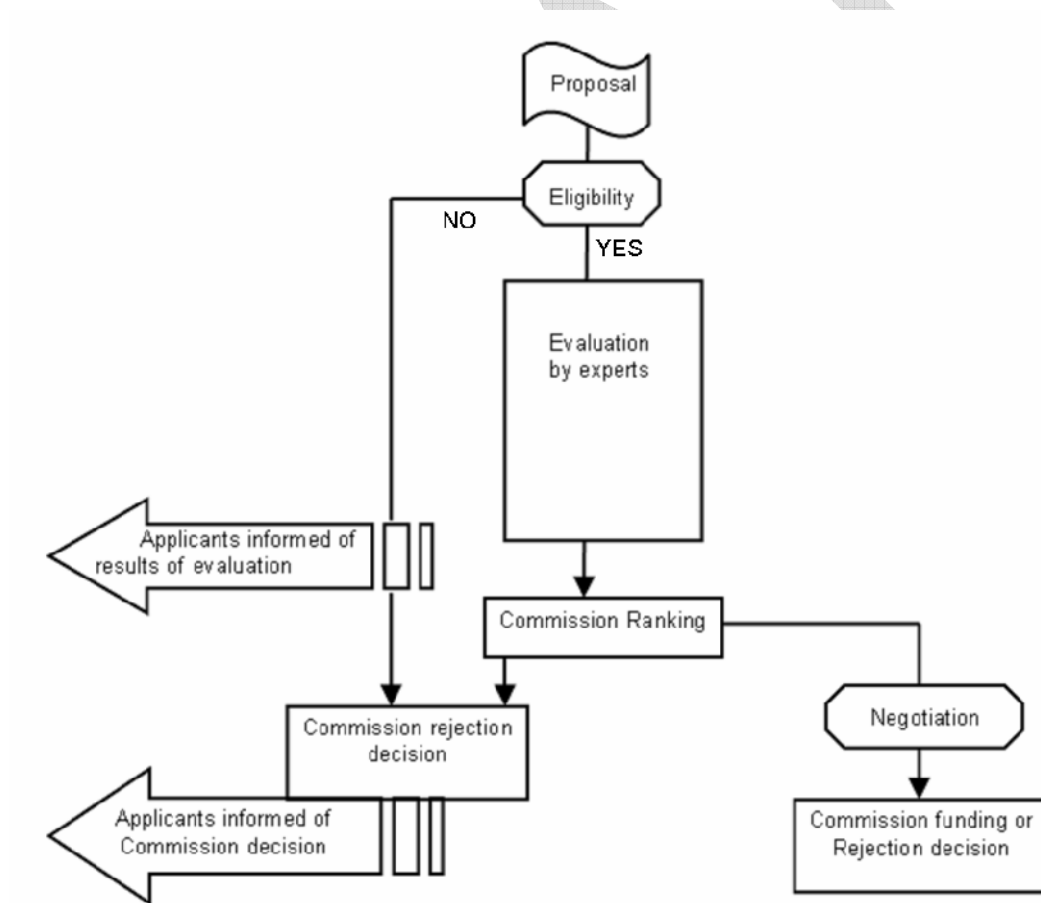 Proposal
Eligibility
NO
YES
Evaluation
by experts
Applicants informed of
results of evaluation
Commission Ranking
Commission rejection
decision
Negotiation
Applicants informed of
Commission decision
Commission funding or
Rejection decision